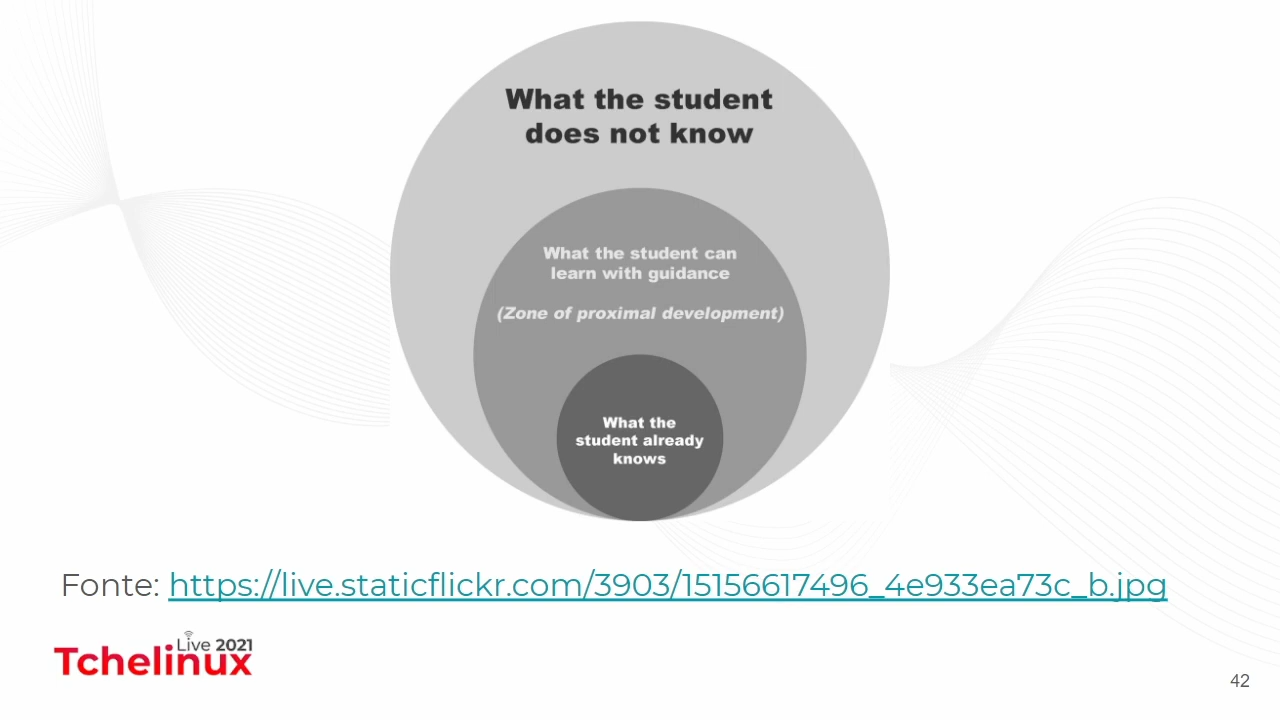 What the student
does not know
What the student can
learn with guidance
(Zone of proximal development)
What the
student already
knows
Fonte: https://live.staticflickr.com/3903/15156617496_4e933ea73c_b.jpg
Live 2021
Tchelinux
42